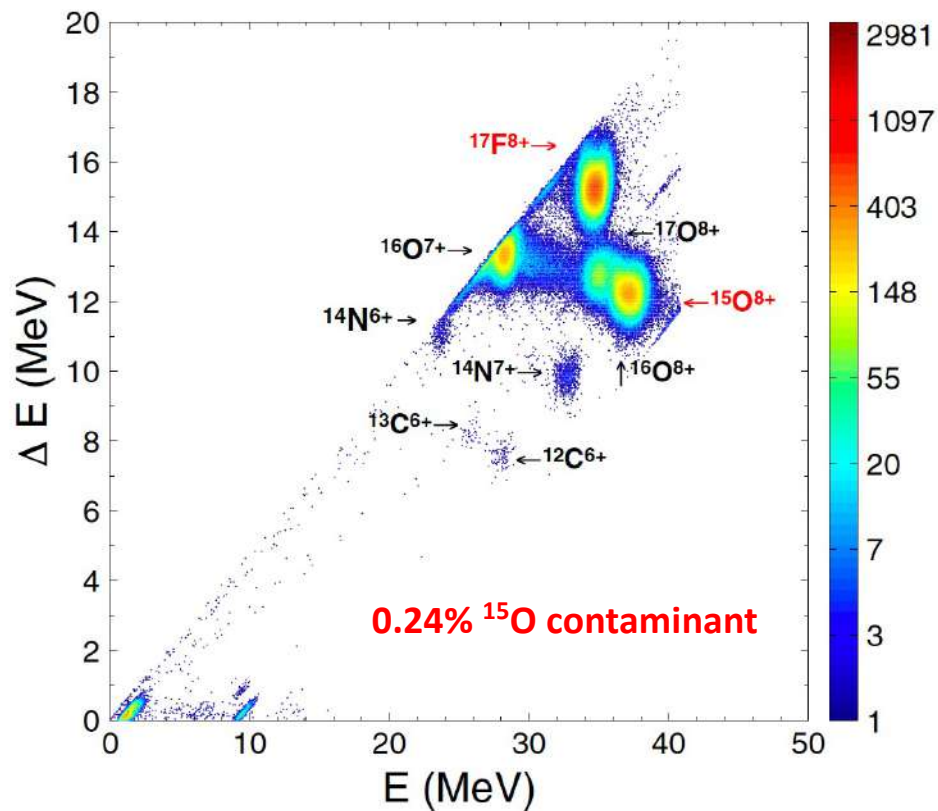 20
18
16
14
12
10
8
6
4
2
0
Δ E (MeV)
¹⁷F⁸⁺→
¹⁶O⁷⁺→
←¹⁷O⁸⁺
←¹⁵O⁸⁺
¹⁴N⁶⁺→
¹⁴N⁷⁺→
↑¹⁶O⁸⁺
¹³C⁶⁺→
←¹²C⁶⁺
0.24% ¹⁵O contaminant
0 10 20 30 40 50
E (MeV)
2981
1097
403
148
55
20
7
3
1